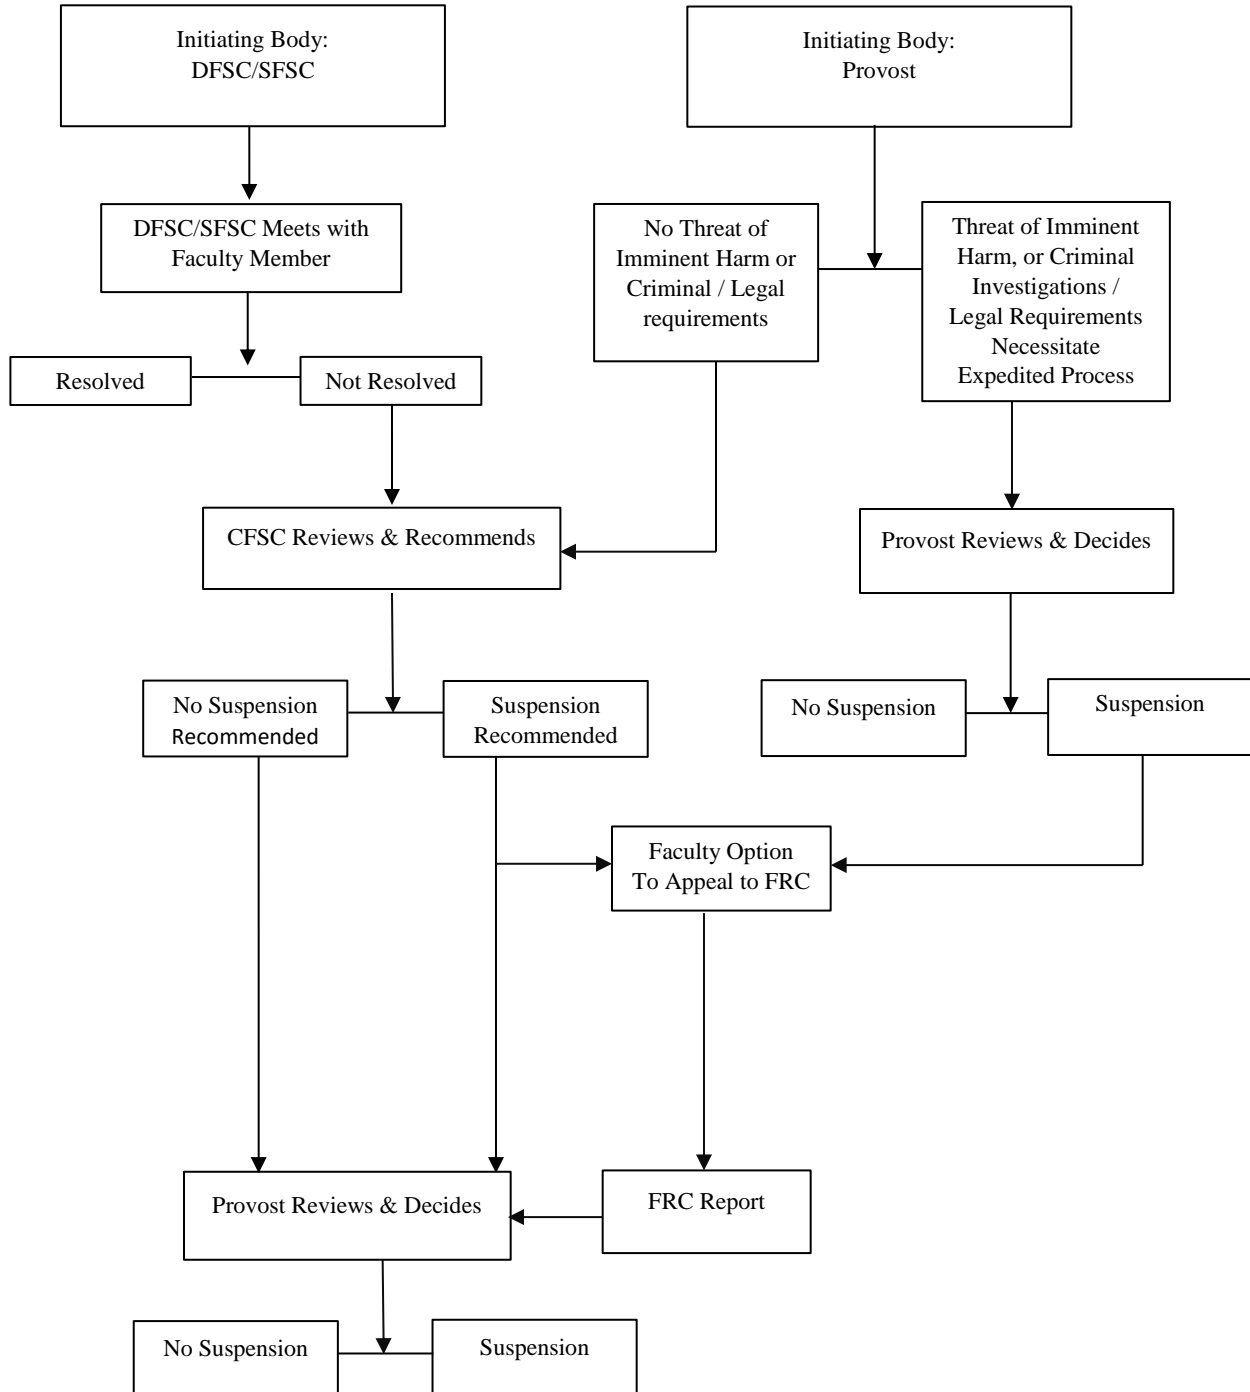 Initiating Body:
DFSC/SFSC
Initiating Body:
Provost
DFSC/SFSC Meets with
Faculty Member
No Threat of
Imminent Harm or
Criminal / Legal
requirements
Threat of Imminent
Harm, or Criminal
Investigations /
Legal Requirements
Necessitate
Expedited Process
Resolved
Not Resolved
CFSC Reviews & Recommends
Provost Reviews & Decides
No Suspension
Recommended
Suspension
Recommended
No Suspension
Suspension
Faculty Option
To Appeal to FRC
Provost Reviews & Decides
FRC Report
No Suspension
Suspension